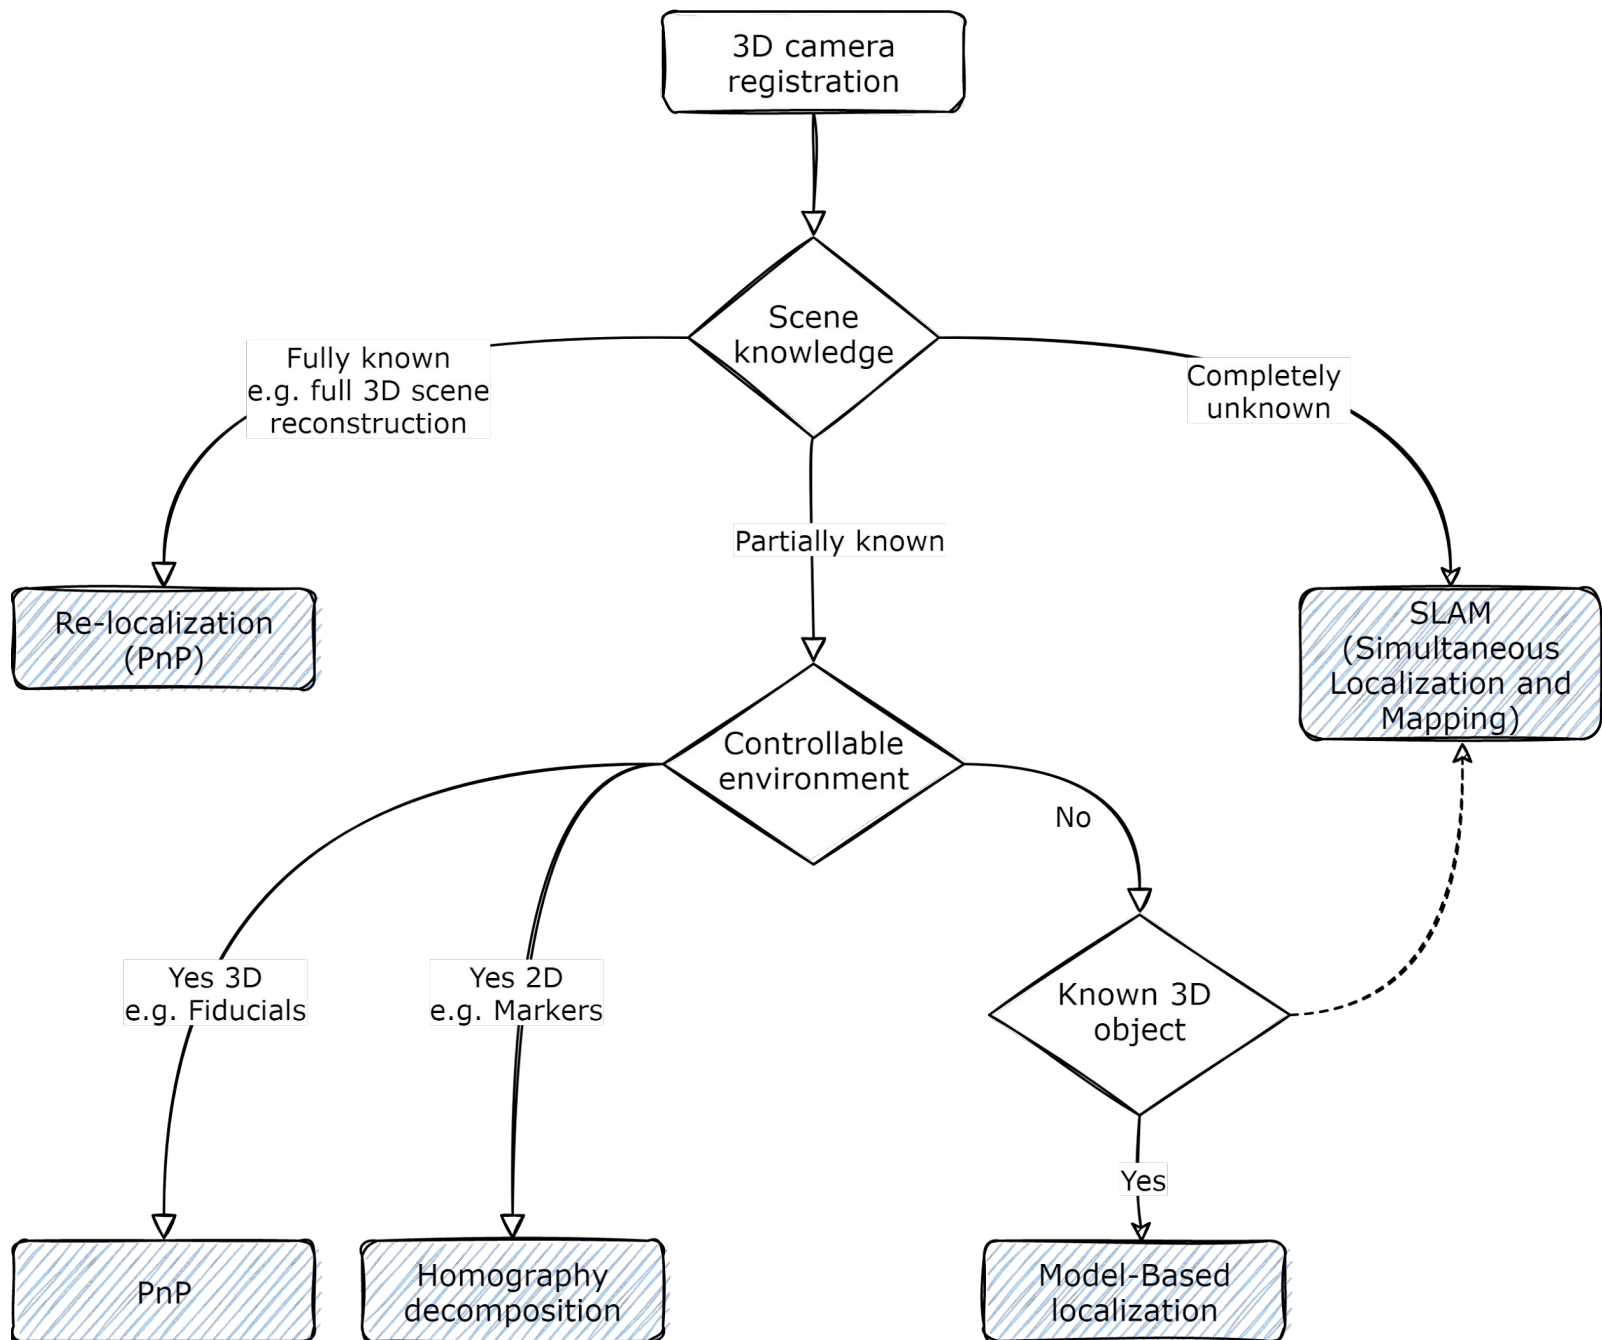 3D camera
registration
Scene
knowledge
Fully known
e.g. full 3D scene
reconstruction
Completely
unknown
Partially known
Re-localization
(PnP)
SLAM
(Simultaneous
Localization and
Mapping)
Controllable
environment
No
Yes 3D
e.g. Fiducials
Yes 2D
e.g. Markers
Known 3D
object
Yes
PnP
Homography
decomposition
Model-Based
localization